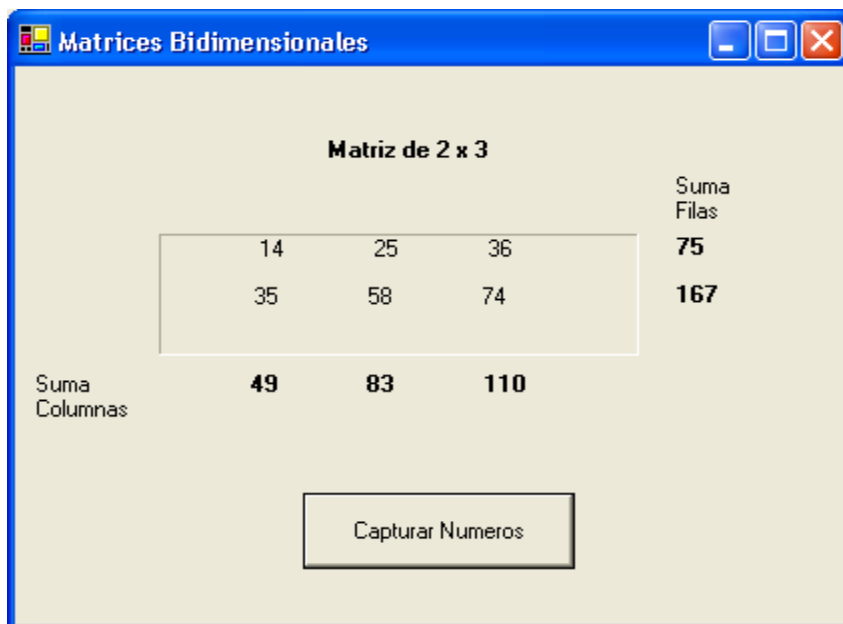 Matrices Bidimensionales
Matriz de 2 x 3
Suma
Filas
14 25 36 75
35 58 74 167
Suma
Columnas
49 83 110
Capturar Numeros